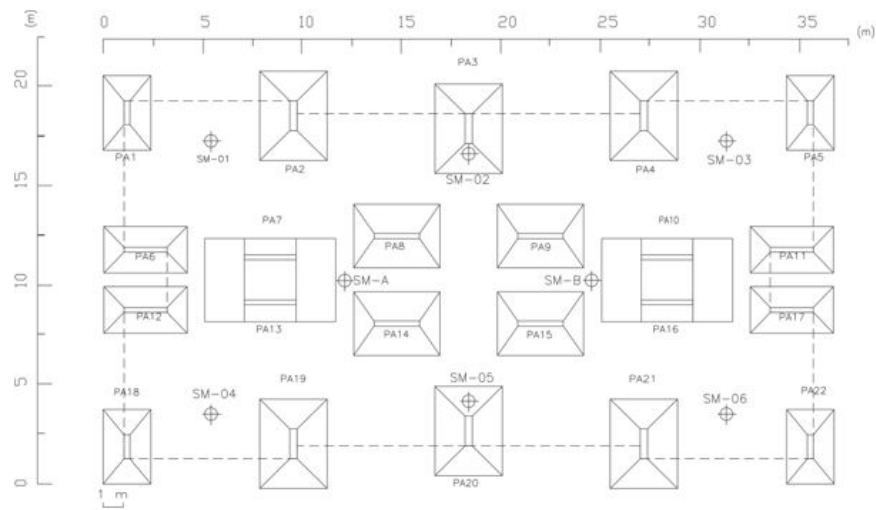 (m)
0 5 10 15 20 25 30 35
(m)
20
15
10
5
0
PA3
PA1
SM-01
PA2
SM-02
PA4
SM-03
PA5
PA7
PA10
PA6
PA8
PA9
PA11
SM-A
SM-B
PA12
PA13
PA14
PA15
PA16
PA17
PA18
SM-04
PA19
SM-05
PA21
SM-06
PA22
PA20
1 m